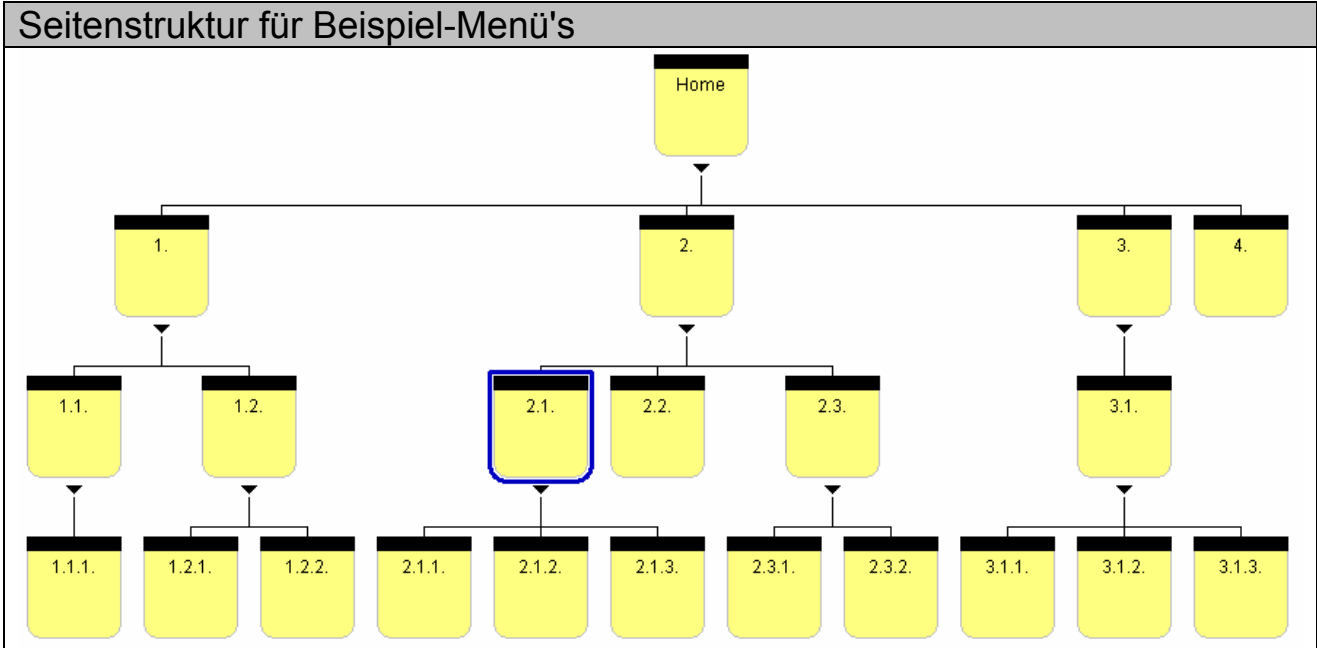 Seitenstruktur für Beispiel-Menü's
Home
1. 2. 3. 4.
1.1. 1.2. 2.1. 2.2. 2.3. 3.1.
1.1.1. 1.2.1. 1.2.2. 2.1.1. 2.1.2. 2.1.3. 2.3.1. 2.3.2. 3.1.1. 3.1.2. 3.1.3.